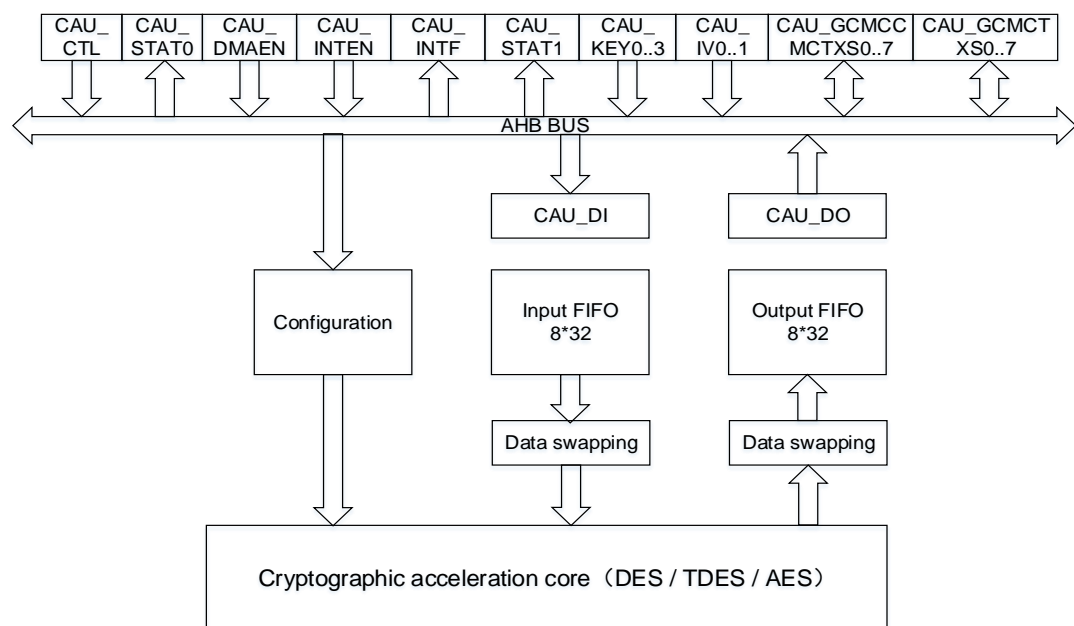 CAU_
CTL
CAU_
STAT0
CAU_
DMAEN
CAU_
INTEN
CAU_
INTF
CAU_
STAT1
CAU_
KEY0..3
CAU_
IV0..1
CAU_GCMCC
MCTXS0..7
CAU_GCMCT
XS0..7
AHB BUS
CAU_DI
CAU_DO
Configuration
Input FIFO
8*32
Output FIFO
8*32
Data swapping
Data swapping
Cryptographic acceleration core（DES / TDES / AES）